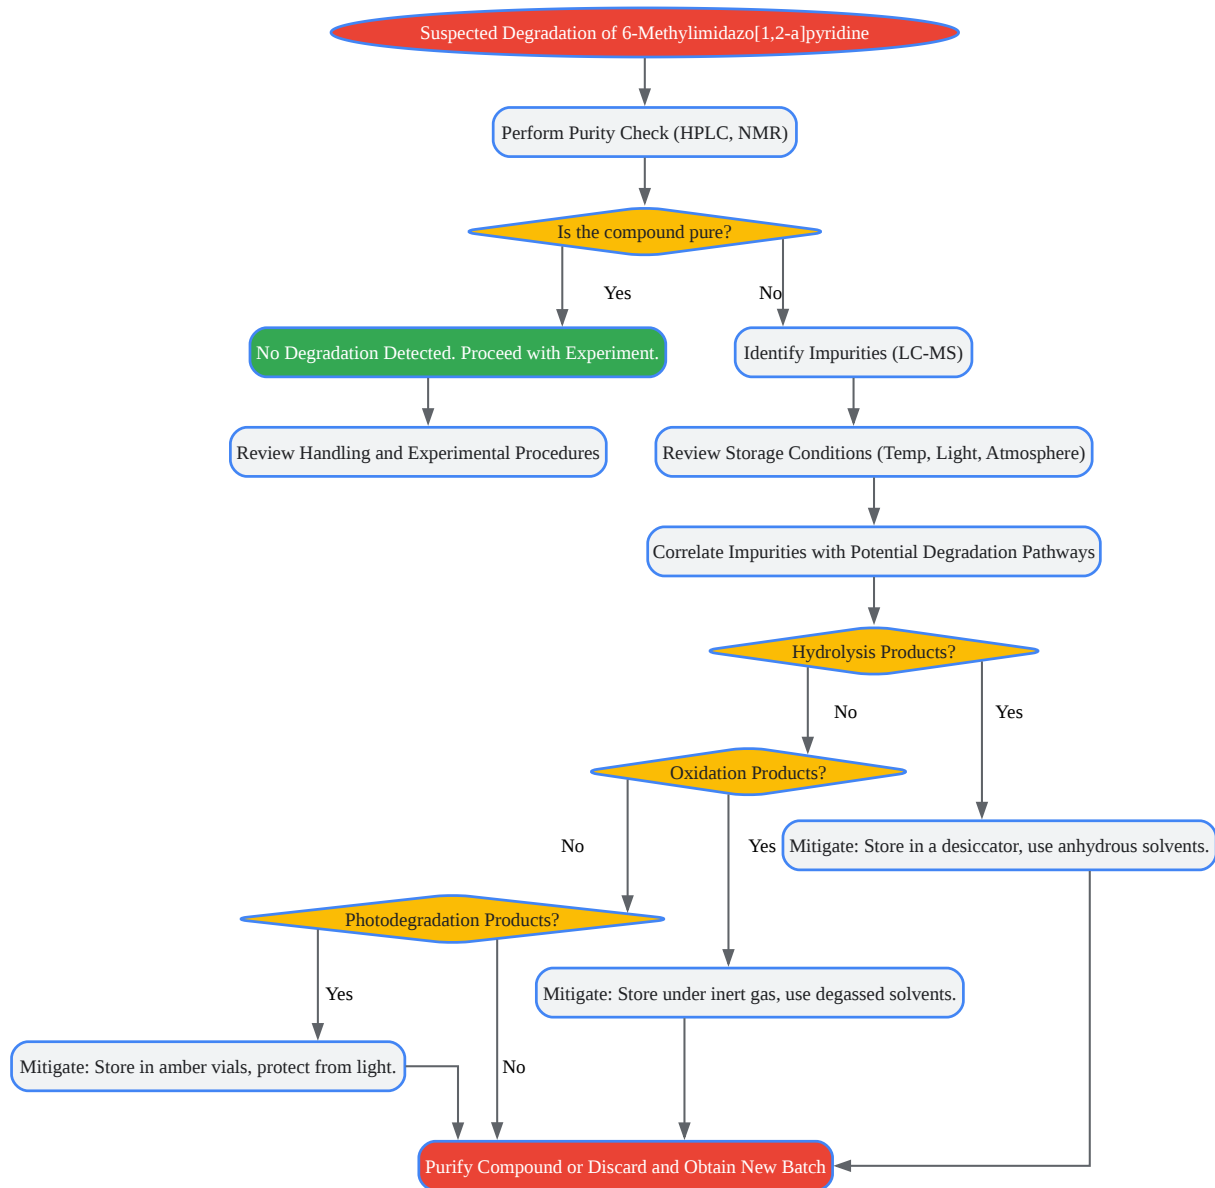 Suspected Degradation of 6-Methylimidazo[1,2-a]pyridine
Perform Purity Check (HPLC, NMR)
Is the compound pure?
Yes
No
No Degradation Detected. Proceed with Experiment.
Identify Impurities (LC-MS)
Review Handling and Experimental Procedures
Review Storage Conditions (Temp, Light, Atmosphere)
Correlate Impurities with Potential Degradation Pathways
Hydrolysis Products?
No
Yes
Oxidation Products?
No
Yes
Mitigate: Store in a desiccator, use anhydrous solvents.
Photodegradation Products?
Yes
Mitigate: Store under inert gas, use degassed solvents.
Mitigate: Store in amber vials, protect from light.
No
Purify Compound or Discard and Obtain New Batch